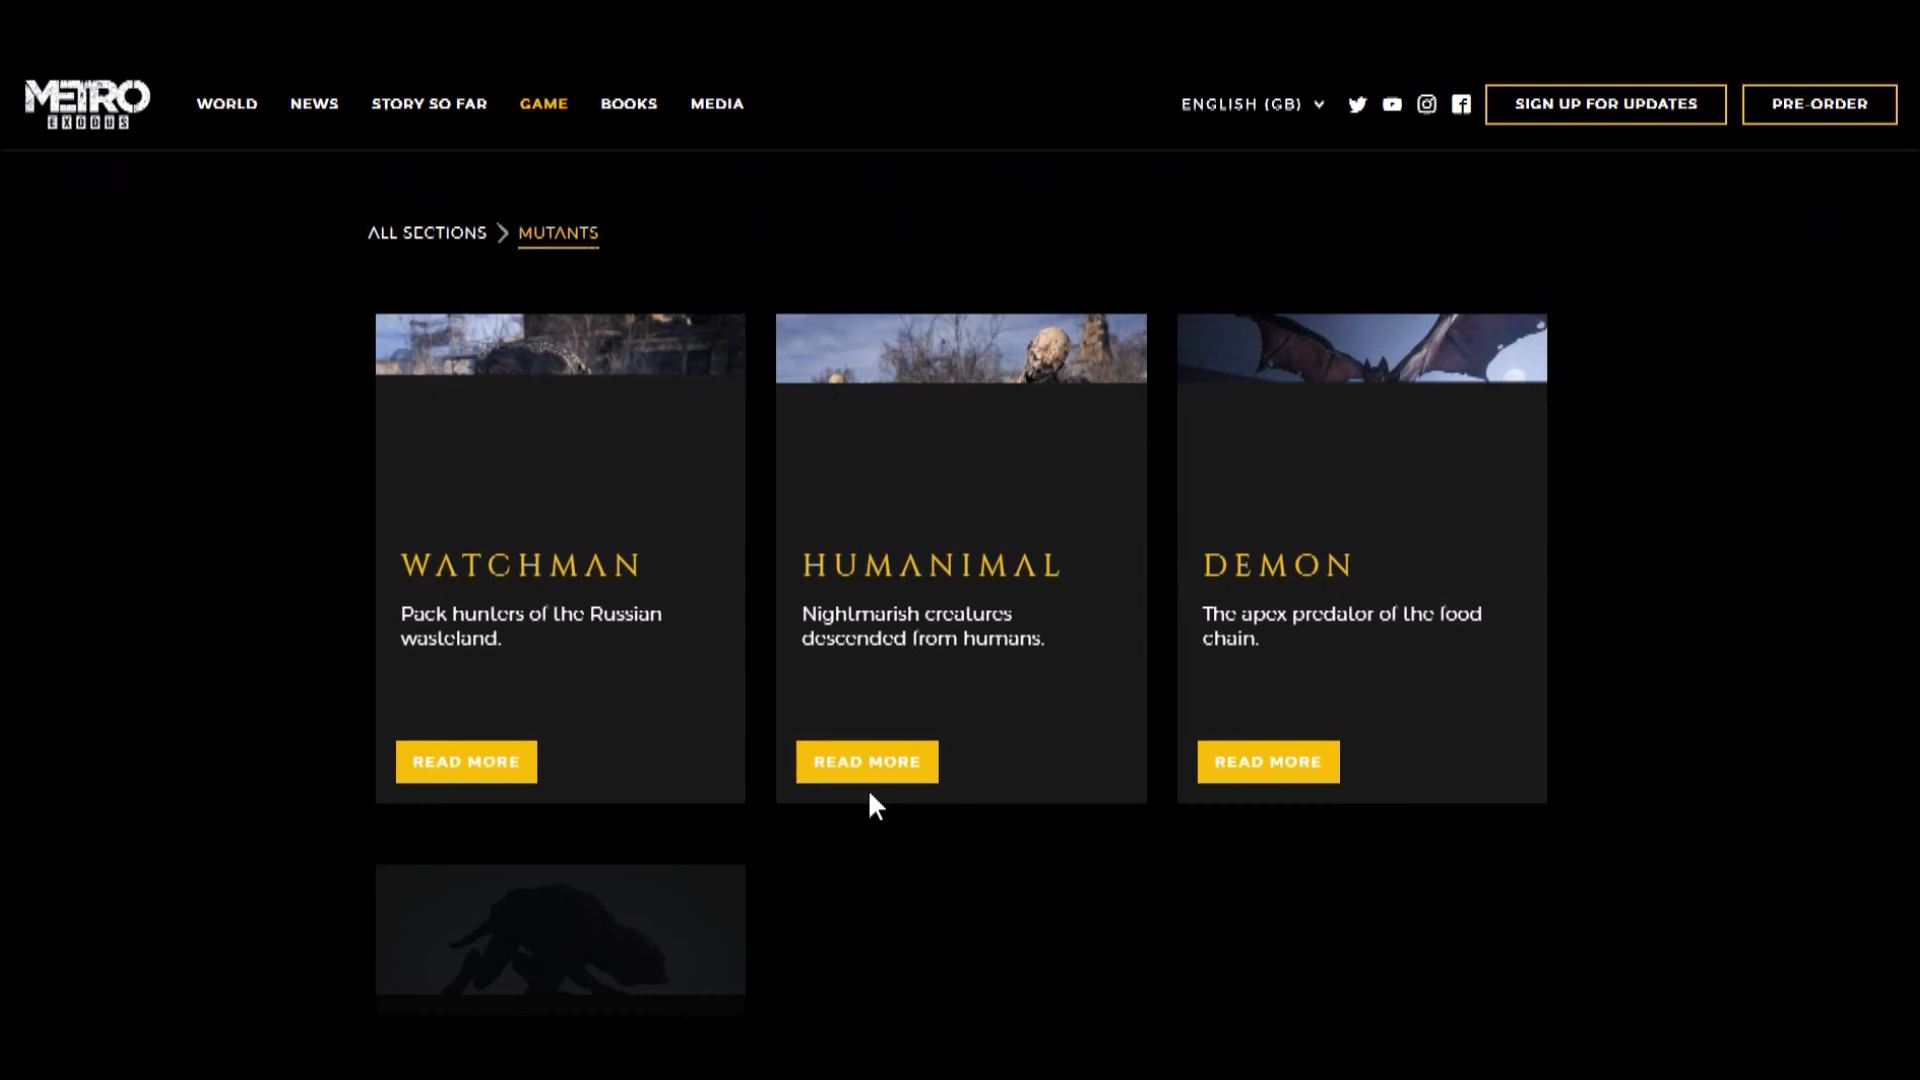 METRO
EXODUS
WORLD NEWS STORY SO FAR GAME BOOKS MEDIA ENGLISH (GB) SIGN UP FOR UPDATES PRE-ORDER
ALL SECTIONS MUTANTS
WATCHMAN
Pack hunters of the Russian
wasteland.
READ MORE
HUMANIMAL
Nightmarish creatures
descended from humans.
READ MORE
DEMON
The apex predator of the food
chain.
READ MORE